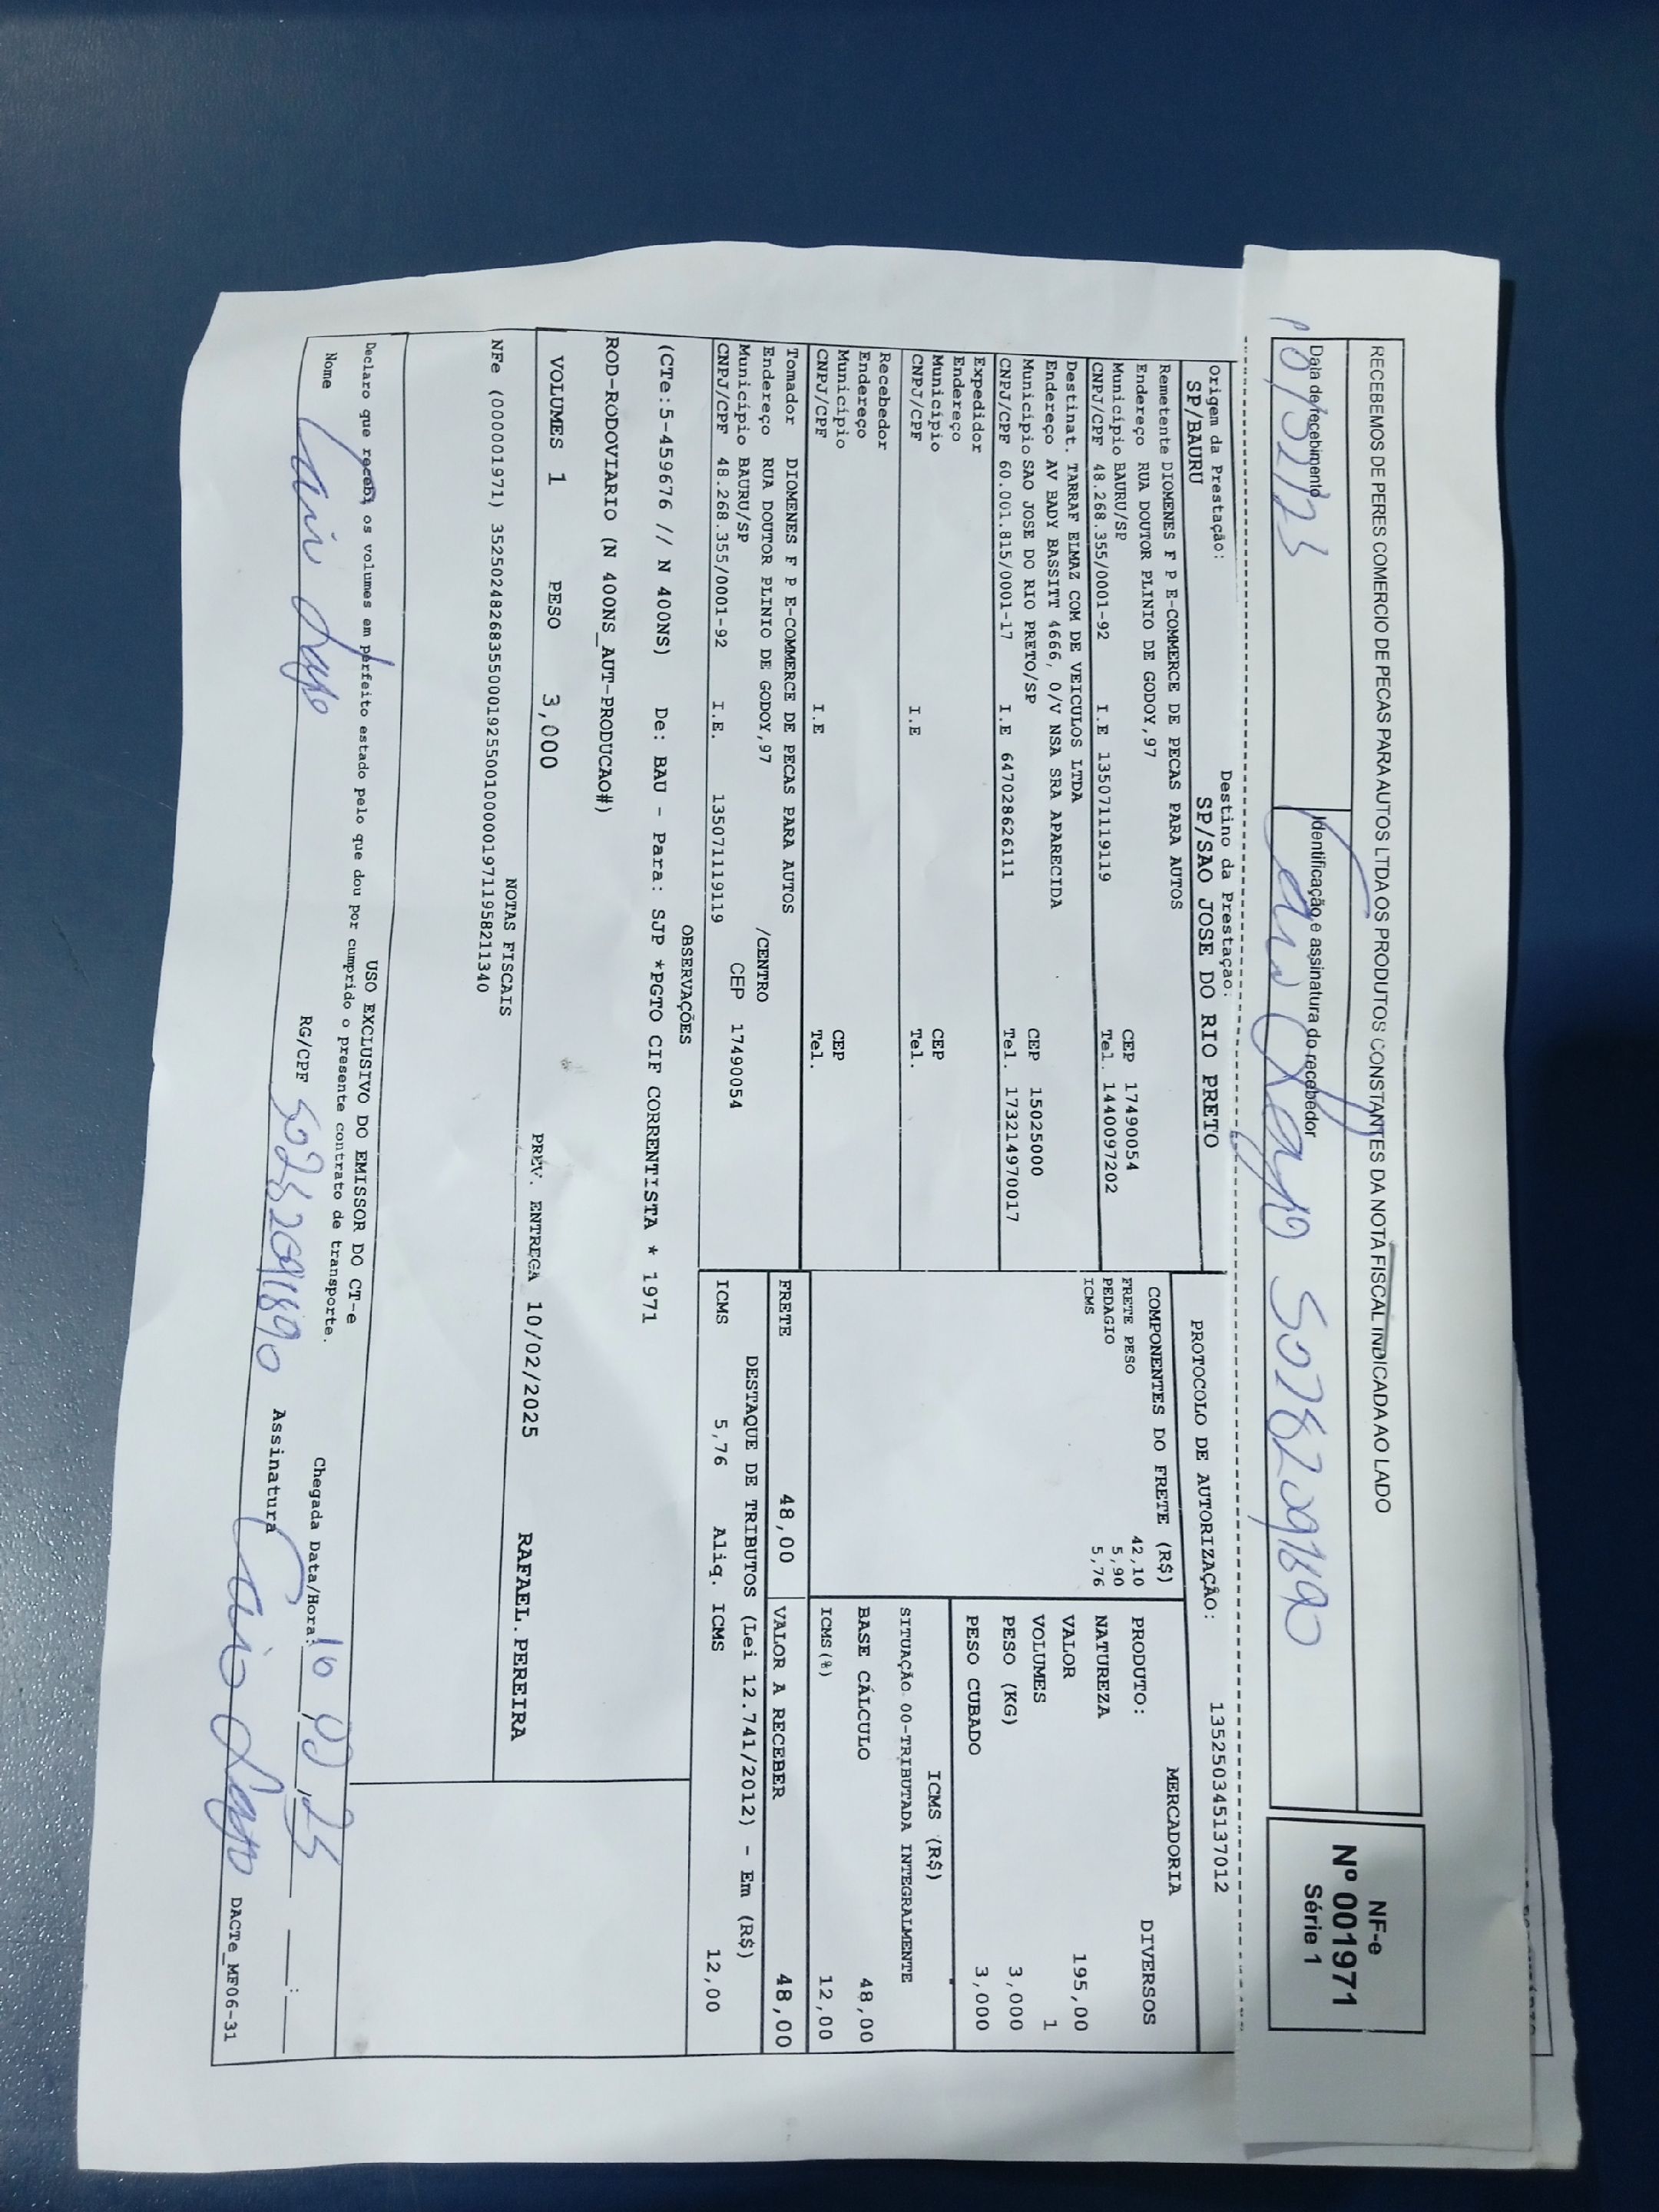 RECEBEMOS DE PERES COMERCIO DE PECAS PARA AUTOS LTDA OS PRODUTOS CONSTANTES DA NOTA FISCAL INDICADA AO LADO
Data de recebimento
Identificação e assinatura do recebedor
NF-e
Nº 001971
Série 1
Origem da Prestação:
SP/BAURU
Destino da Prestação:
SP/SAO JOSE DO RIO PRETO
PROTOCOLO DE AUTORIZAÇÃO: 135250345137012
Remetente DIOMENES F P E-COMMERCE DE PECAS PARA AUTOS
Endereço RUA DOUTOR PLINIO DE GODOY,97
Município BAURU/SP CEP 17490054
CNPJ/CPF 48.268.355/0001-92 I.E 135071119119 Tel. 1440097202
Destinat. TARRAF ELMAZ COM DE VEICULOS LTDA
Endereço AV BADY BASSITT 4666, 0/V NSA SRA APARECIDA
Município SAO JOSE DO RIO PRETO/SP CEP 15025000
CNPJ/CPF 60.001.815/0001-17 I.E 647028626111 Tel. 173214970017
Expedidor
Endereço
Município CEP
CNPJ/CPF I.E Tel.
Recebedor
Endereço
Município CEP
CNPJ/CPF I.E Tel.
Tomador DIOMENES F P E-COMMERCE DE PECAS PARA AUTOS
Endereço RUA DOUTOR PLINIO DE GODOY,97 /CENTRO
Município BAURU/SP CEP 17490054
CNPJ/CPF 48.268.355/0001-92 I.E. 135071119119
COMPONENTES DO FRETE (R$)
FRETE PESO 42,10
PEDAGIO 5,90
ICMS 5,76
MERCADORIA
PRODUTO: DIVERSOS
NATUREZA
VALOR 195,00
VOLUMES 1
PESO (KG) 3,000
PESO CUBADO 3,000
ICMS (R$)
SITUAÇÃO 00-TRIBUTADA INTEGRALMENTE
BASE CÁLCULO 48,00
ICMS(%) 12,00
FRETE 48,00 VALOR A RECEBER 48,00
DESTAQUE DE TRIBUTOS (Lei 12.741/2012) - Em (R$)
ICMS 5,76 Aliq. ICMS 12,00
OBSERVAÇÕES
(CTe:5-459676 // N 400NS) De: BAU - Para: SJP *PGTO CIF CORRENTISTA * 1971
ROD-RODOVIARIO (N 400NS_AUT-PRODUCAO#)
VOLUMES 1 PESO 3,000 PREV. ENTREGA 10/02/2025 RAFAEL.PEREIRA
NOTAS FISCAIS
NFe (000001971) 35250248268355000192550010000019711958211340
USO EXCLUSIVO DO EMISSOR DO CT-e
Declaro que recebi os volumes em perfeito estado pelo que dou por cumprido o presente contrato de transporte.
Chegada Data/Hora:
Nome RG/CPF Assinatura
DACTe_MF06-31